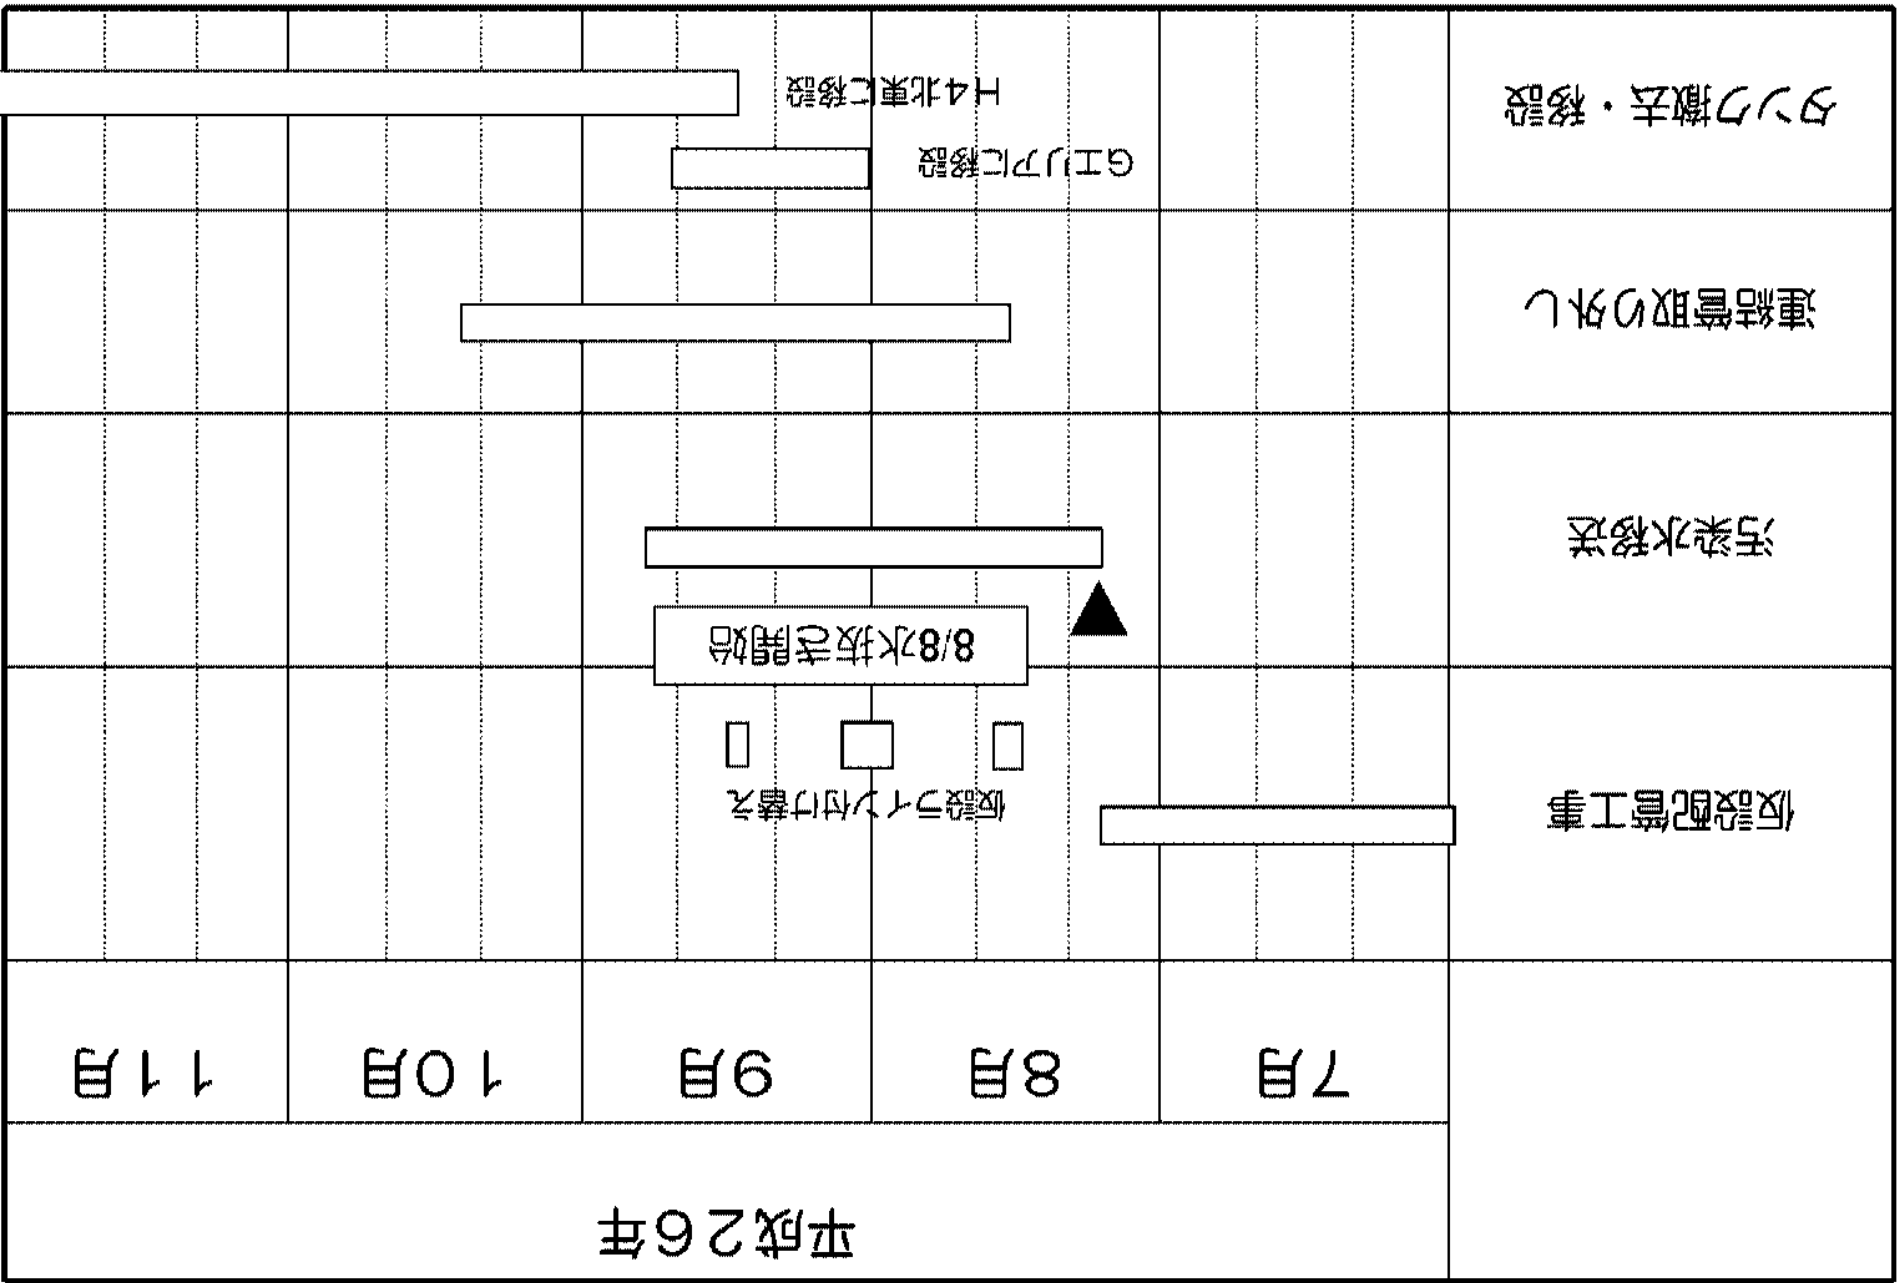 平成26年
7月
8月
9月
10月
11月
仮設配管工事
仮設ライン付け替え
8/8水抜き開始
汚染水移送
連結管取り外し
タンク撤去・移設
Gエリアに移設
H4北東に移設